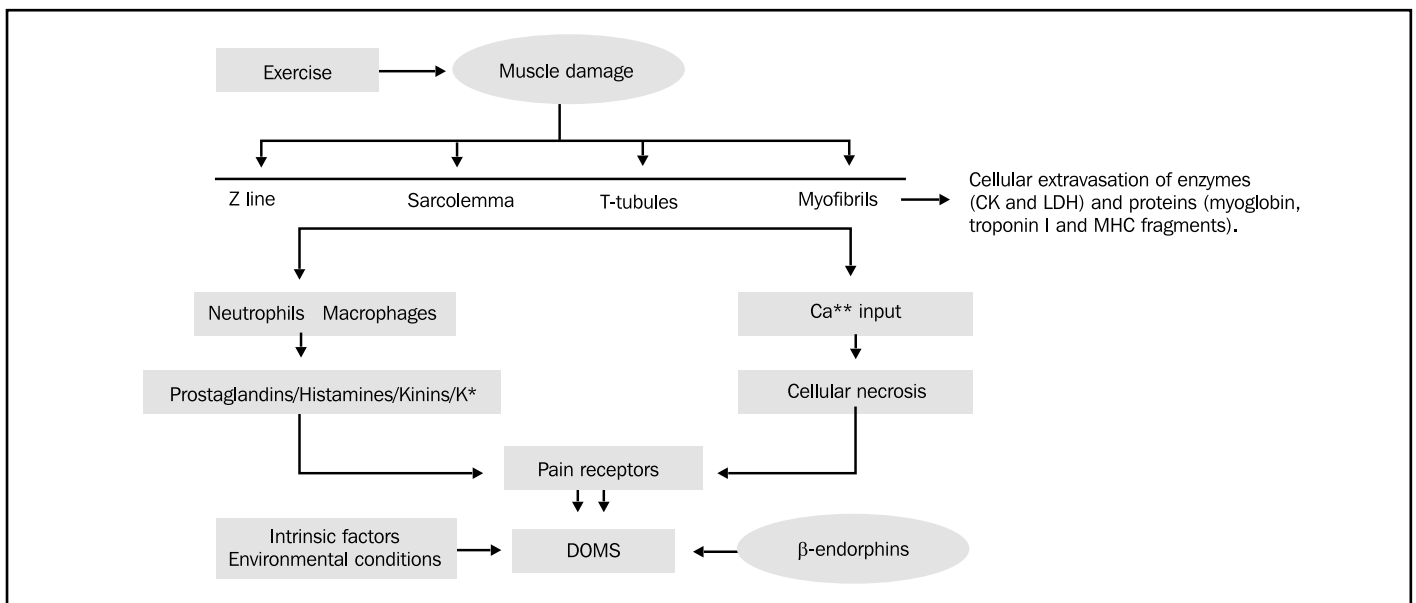 Exercise
Muscle damage
Z line
Sarcolemma
T-tubules
Myofibrils
Cellular extravasation of enzymes
(CK and LDH) and proteins (myoglobin,
troponin I and MHC fragments).
Neutrophils Macrophages
Ca** input
Prostaglandins/Histamines/Kinins/K*
Cellular necrosis
Pain receptors
Intrinsic factors
Environmental conditions
DOMS
β-endorphins